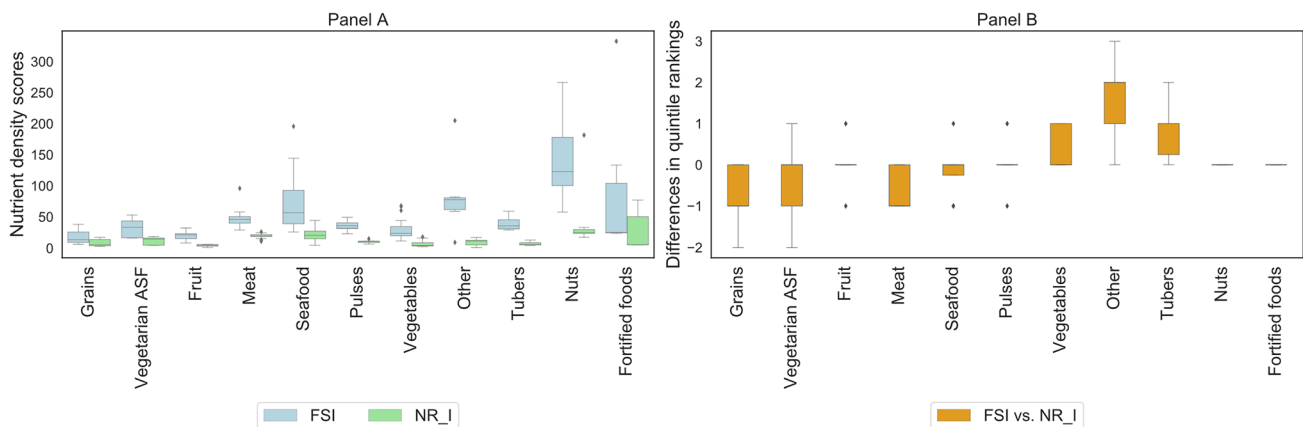 Panel A
Nutrient density scores
300
250
200
150
100
50
0
Grains
Vegetarian ASF
Fruit
Meat
Seafood
Pulses
Vegetables
Other
Tubers
Nuts
Fortified foods
FSI NR_I
Panel B
Differences in quintile rankings
3
2
1
0
−1
−2
Grains
Vegetarian ASF
Fruit
Meat
Seafood
Pulses
Vegetables
Other
Tubers
Nuts
Fortified foods
FSI vs. NR_I